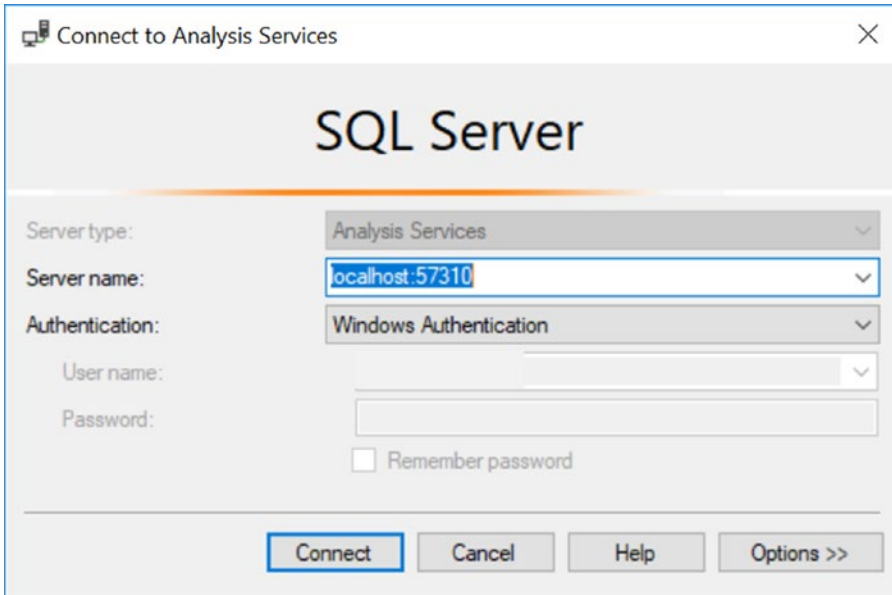 Connect to Analysis Services
SQL Server
Server type: Analysis Services
Server name: localhost:57310
Authentication: Windows Authentication
User name:
Password:
Remember password
Connect Cancel Help Options >>